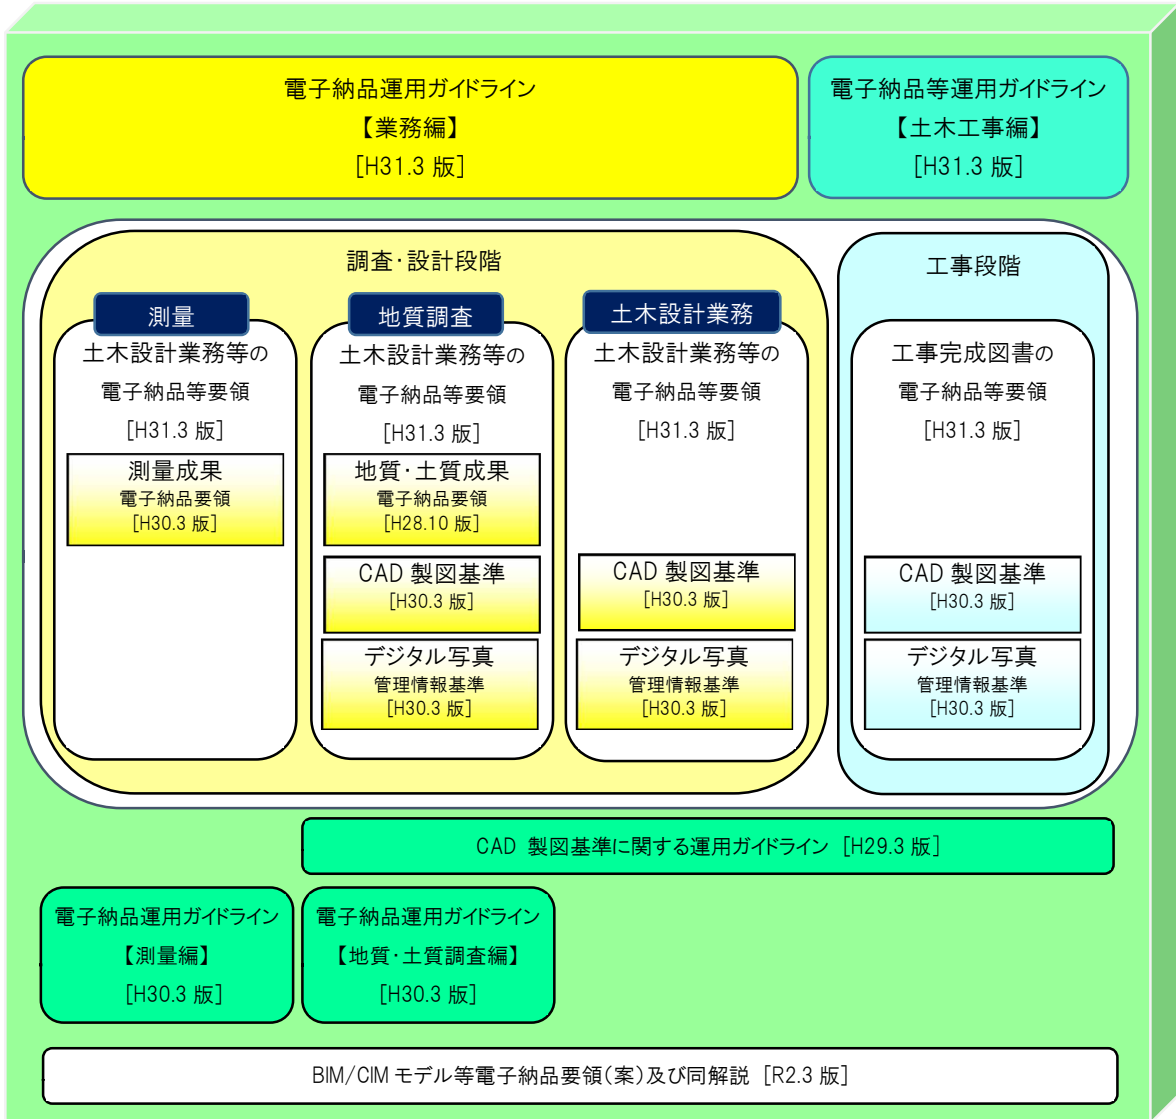 電子納品運用ガイドライン
【業務編】
[H31.3 版]
電子納品等運用ガイドライン
【土木工事編】
[H31.3 版]
調査･設計段階
測量
土木設計業務等の
電子納品等要領
[H31.3 版]
測量成果
電子納品要領
[H30.3 版]
地質調査
土木設計業務等の
電子納品等要領
[H31.3 版]
地質･土質成果
電子納品要領
[H28.10 版]
CAD 製図基準
[H30.3 版]
デジタル写真
管理情報基準
[H30.3 版]
土木設計業務
土木設計業務等の
電子納品等要領
[H31.3 版]
CAD 製図基準
[H30.3 版]
デジタル写真
管理情報基準
[H30.3 版]
工事段階
工事完成図書の
電子納品等要領
[H31.3 版]
CAD 製図基準
[H30.3 版]
デジタル写真
管理情報基準
[H30.3 版]
CAD 製図基準に関する運用ガイドライン [H29.3 版]
電子納品運用ガイドライン
【測量編】
[H30.3 版]
電子納品運用ガイドライン
【地質･土質調査編】
[H30.3 版]
BIM/CIM モデル等電子納品要領(案)及び同解説 [R2.3 版]